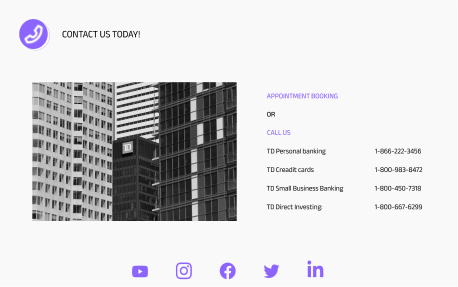 CONTACT US TODAY!
APPOINTMENT BOOKING
OR
CALL US
TD Personal banking 1-866-222-3456
TD Creadit cards 1-800-983-8472
TD Small Business Banking 1-800-450-7318
TD Direct Investing: 1-800-667-6299
TD
in